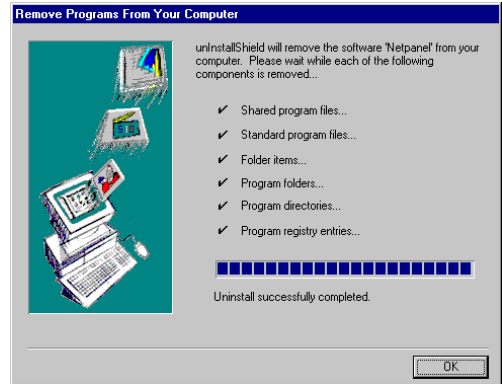 Remove Programs From Your Computer
unInstallShield will remove the software 'Netpanel' from your
computer. Please wait while each of the following
components is removed...
✔ Shared program files...
✔ Standard program files...
✔ Folder items...
✔ Program folders...
✔ Program directories...
✔ Program registry entries...
Uninstall successfully completed.
OK